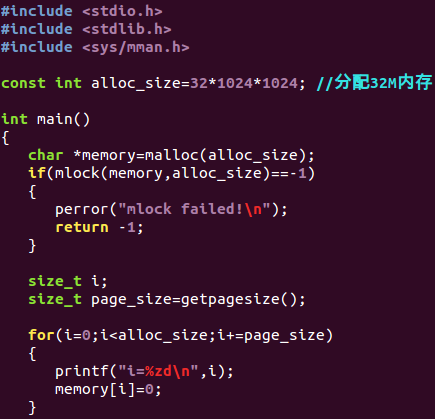 #include <stdio.h>
#include <stdlib.h>
#include <sys/mman.h>
const int alloc_size=32*1024*1024; //分配32M内存
int main()
{
char *memory=malloc(alloc_size);
if(mlock(memory,alloc_size)==-1)
{
perror("mlock failed!\n");
return -1;
}
size_t i;
size_t page_size=getpagesize();
for(i=0;i<alloc_size;i+=page_size)
{
printf("i=%zd\n",i);
memory[i]=0;
}